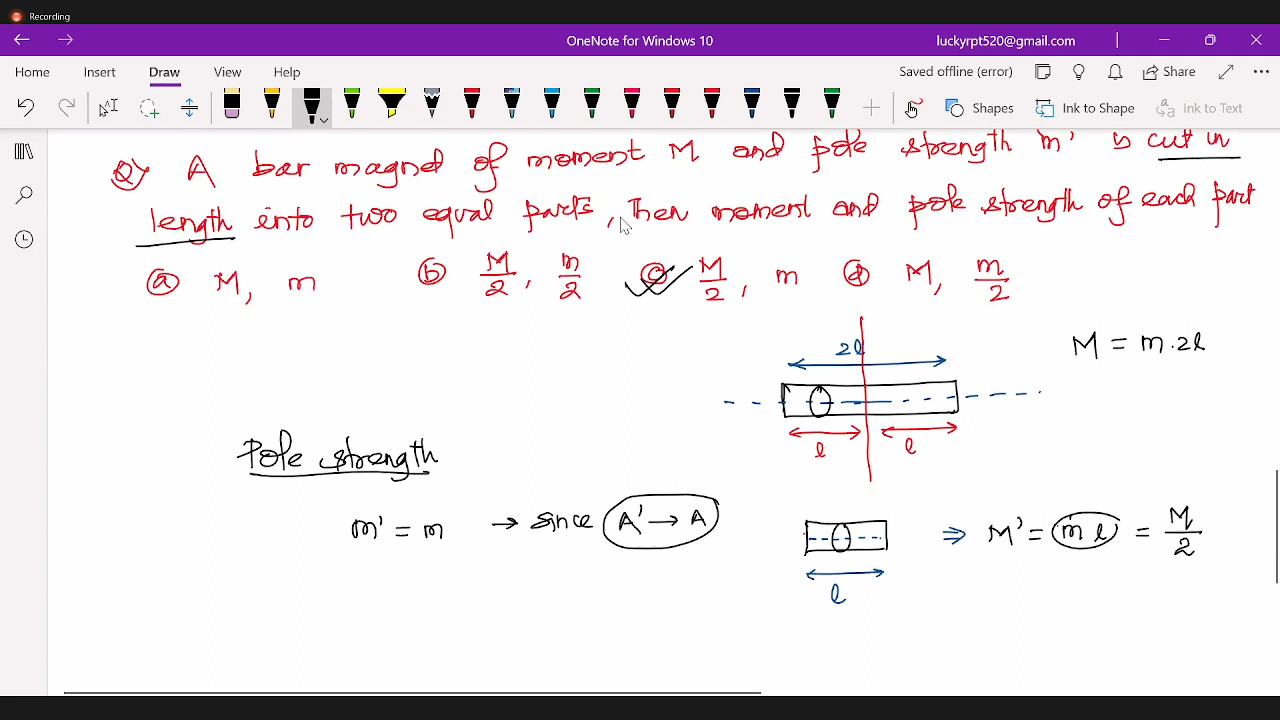 Recording
OneNote for Windows 10
luckyrpt520@gmail.com
Home Insert Draw View Help
Saved offline (error)
Share
Shapes Ink to Shape Ink to Text
Q) A bar magnet of moment M and pole strength 'm' is cut in
length into two equal parts, Then moment and pole strength of each part
a M, m b M/2, m/2 c M/2, m d M, m/2
2l
M = m.2l
l l
Pole strength
m' = m → since A' → A
⇒ M' = m l = M/2
l